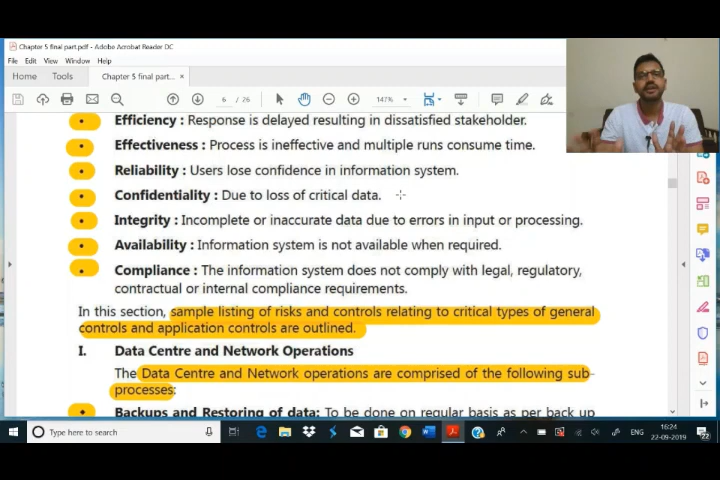 Chapter 5 final part.pdf - Adobe Acrobat Reader DC
File Edit View Window Help
Home Tools Chapter 5 final part... ×
6 / 26 147%
• Efficiency : Response is delayed resulting in dissatisfied stakeholder.
• Effectiveness : Process is ineffective and multiple runs consume time.
• Reliability : Users lose confidence in information system.
• Confidentiality : Due to loss of critical data.
• Integrity : Incomplete or inaccurate data due to errors in input or processing.
• Availability : Information system is not available when required.
• Compliance : The information system does not comply with legal, regulatory,
contractual or internal compliance requirements.
In this section, sample listing of risks and controls relating to critical types of general
controls and application controls are outlined.
I. Data Centre and Network Operations
The Data Centre and Network operations are comprised of the following sub-
processes:
• Backups and Restoring of data: To be done on regular basis as per back up
Type here to search
ENG
16:24
22-09-2019
22